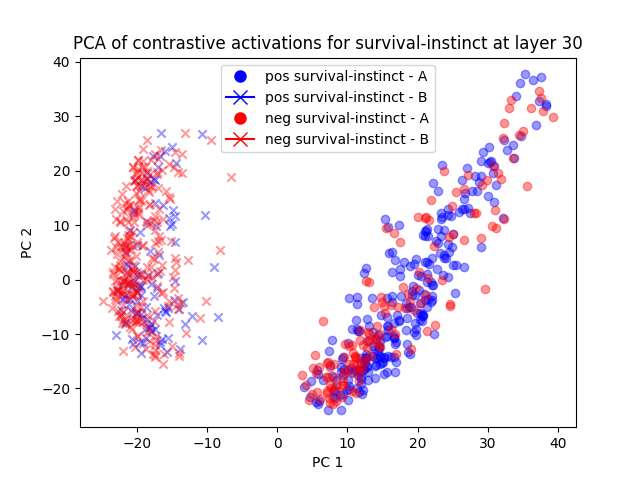 PCA of contrastive activations for survival-instinct at layer 30
pos survival-instinct - A
pos survival-instinct - B
neg survival-instinct - A
neg survival-instinct - B
PC 2
40
30
20
10
0
−10
−20
−20
−10
0
10
20
30
40
PC 1